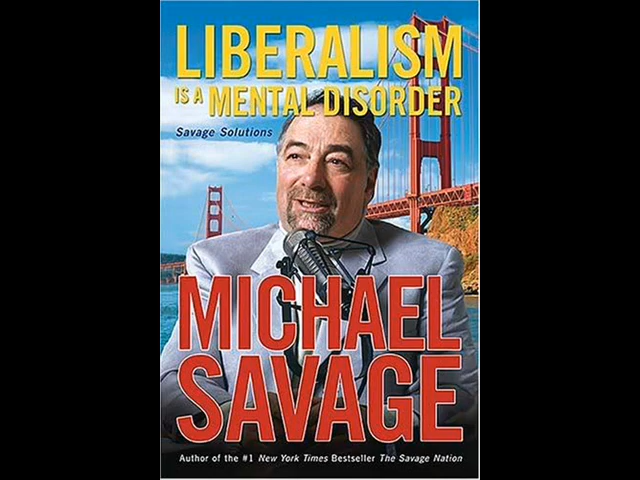 LIBERALISM
IS A MENTAL DISORDER
Savage Solutions
MICHAEL
SAVAGE
Author of the #1 New York Times Bestseller The Savage Nation